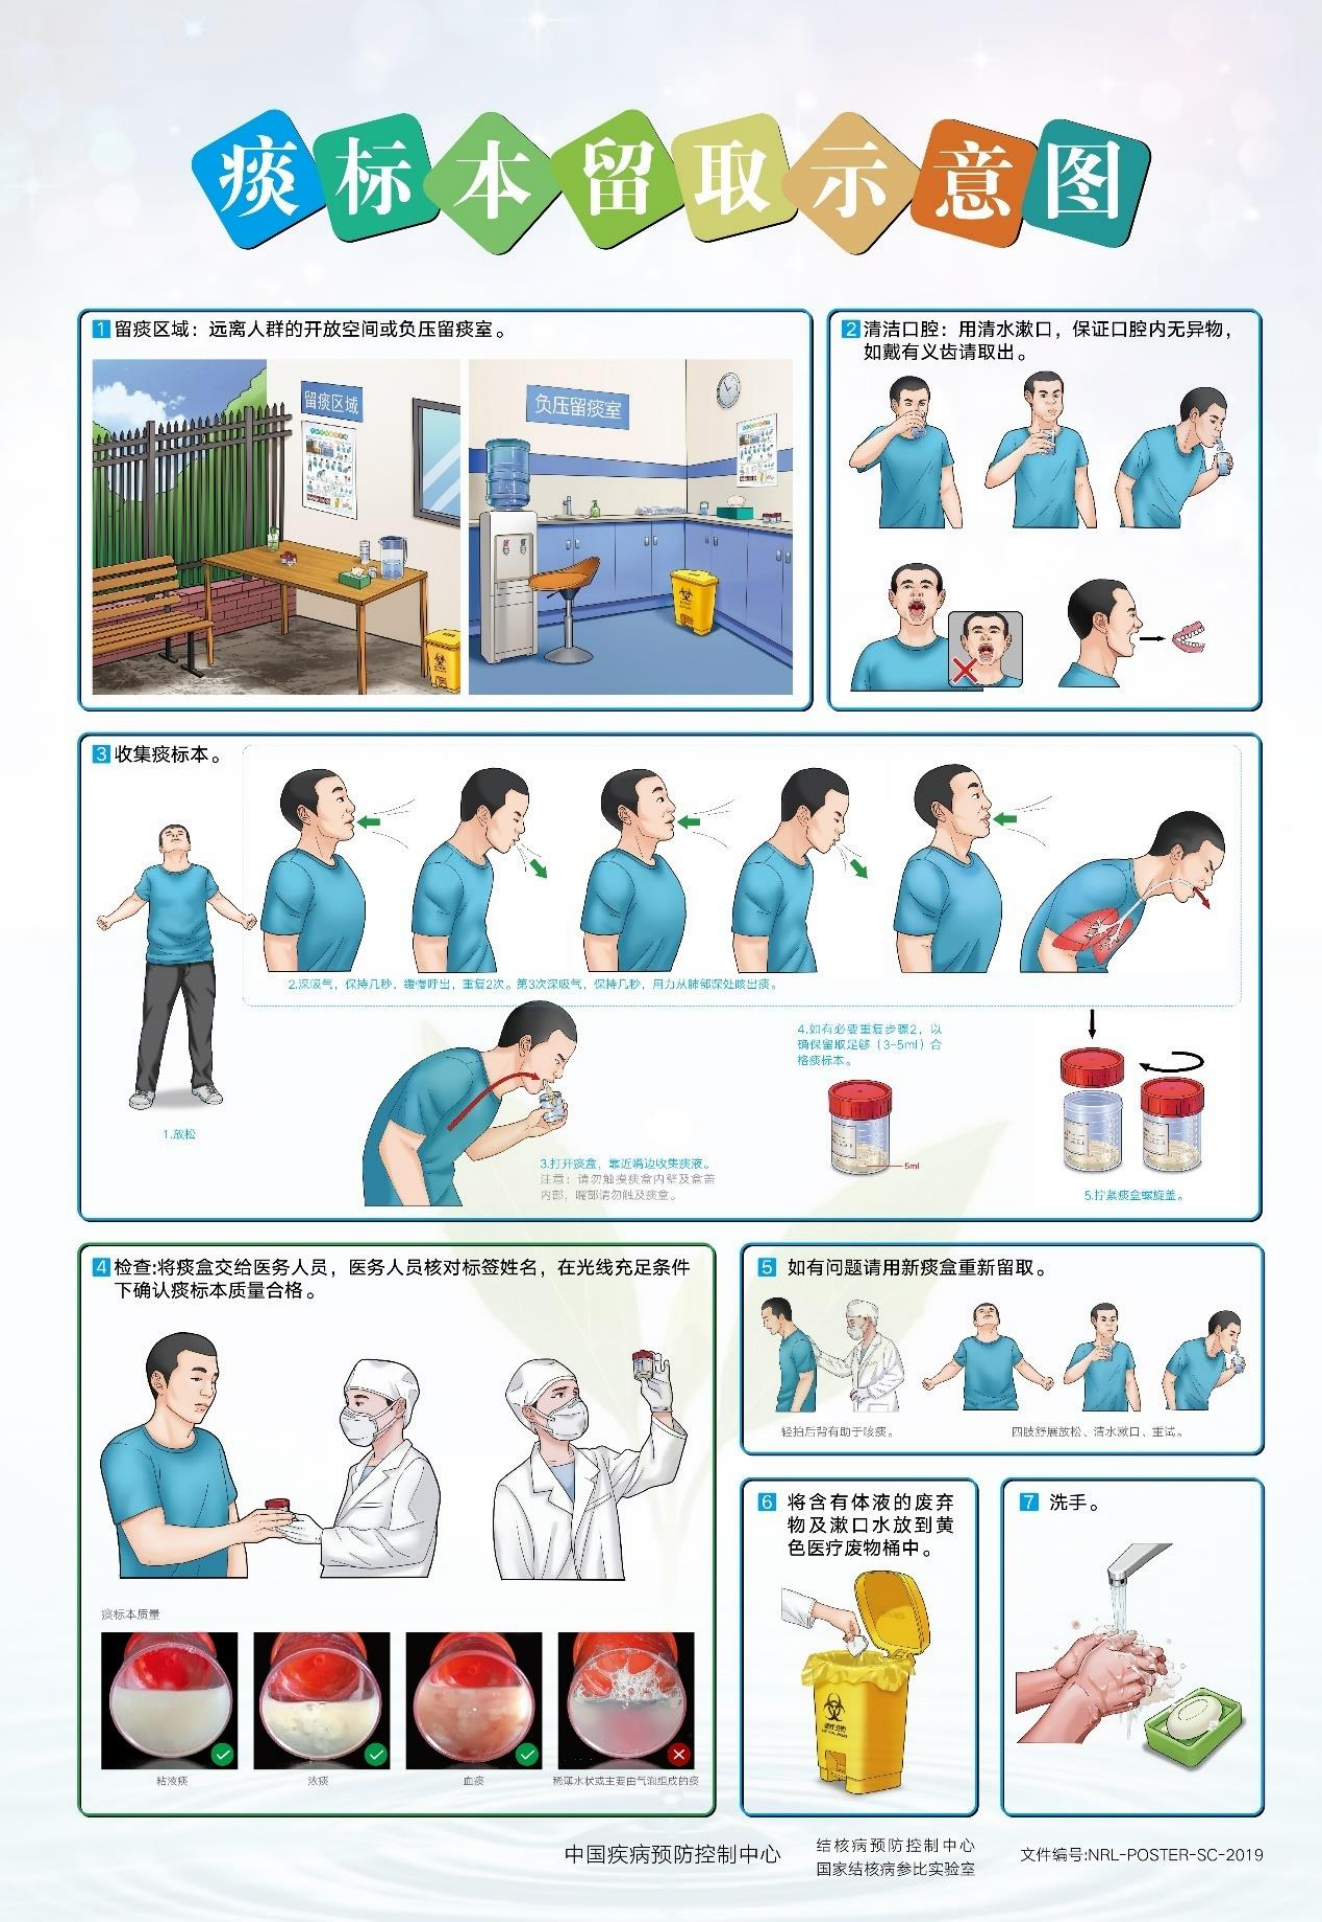 痰标本留取示意图
1 留痰区域：远离人群的开放空间或负压留痰室。
留痰区域
负压留痰室
2 清洁口腔：用清水漱口，保证口腔内无异物，
如戴有义齿请取出。
3 收集痰标本。
2.深吸气，保持几秒，缓慢呼出，重复2次。第3次深吸气，保持几秒，用力从肺部深处咳出痰。
1.放松
3.打开痰盒，靠近嘴边收集痰液。
注意：请勿触摸痰盒内壁及盒盖
内部，嘴部请勿触及痰盒。
4.如有必要重复步骤2，以
确保留取足够（3-5ml）合
格痰标本。
5ml
5.拧紧痰盒螺旋盖。
4 检查:将痰盒交给医务人员，医务人员核对标签姓名，在光线充足条件
下确认痰标本质量合格。
痰标本质量
粘液痰
浓痰
血痰
稀薄水状或主要由气泡组成的痰
5 如有问题请用新痰盒重新留取。
轻拍后背有助于咳痰。
四肢舒展放松、清水漱口、重试。
6 将含有体液的废弃
物及漱口水放到黄
色医疗废物桶中。
7 洗手。
中国疾病预防控制中心
结核病预防控制中心
国家结核病参比实验室
文件编号:NRL-POSTER-SC-2019